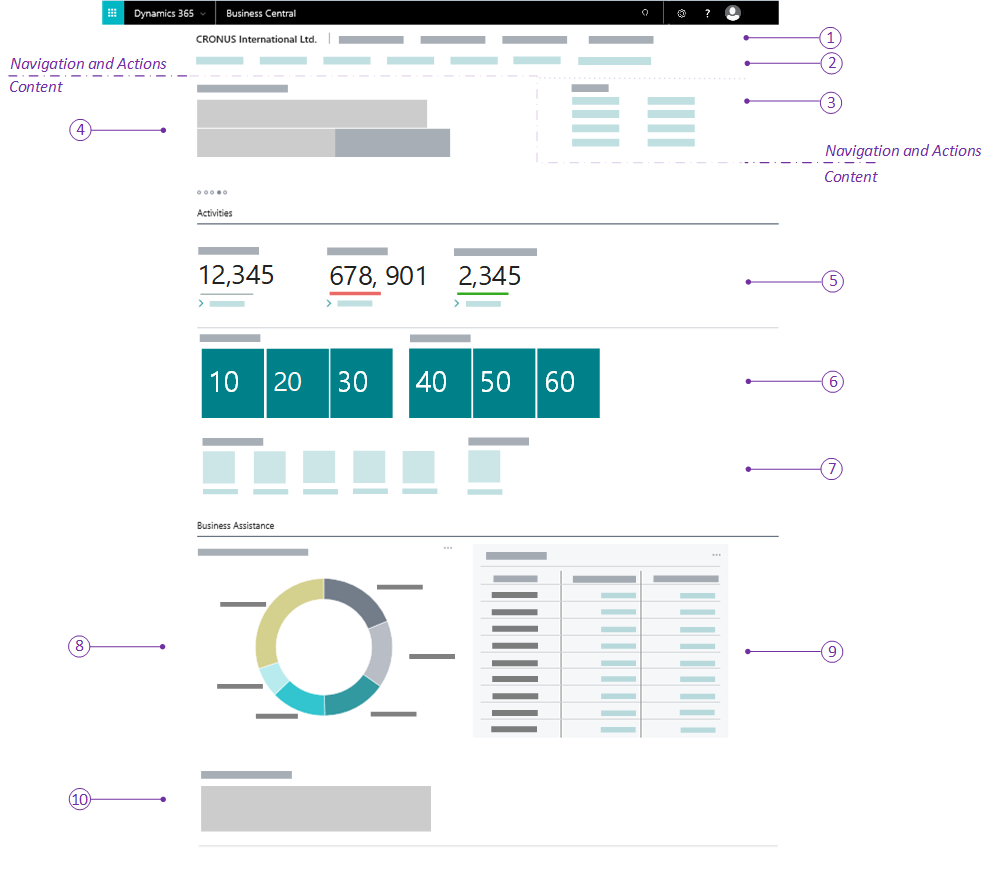 Dynamics 365 Business Central ?
CRONUS International Ltd.
1
2
Navigation and Actions
Content
3
4
Navigation and Actions
Content
Activities
12,345 678, 901 2,345
5
10 20 30 40 50 60
6
7
Business Assistance
8
9
10